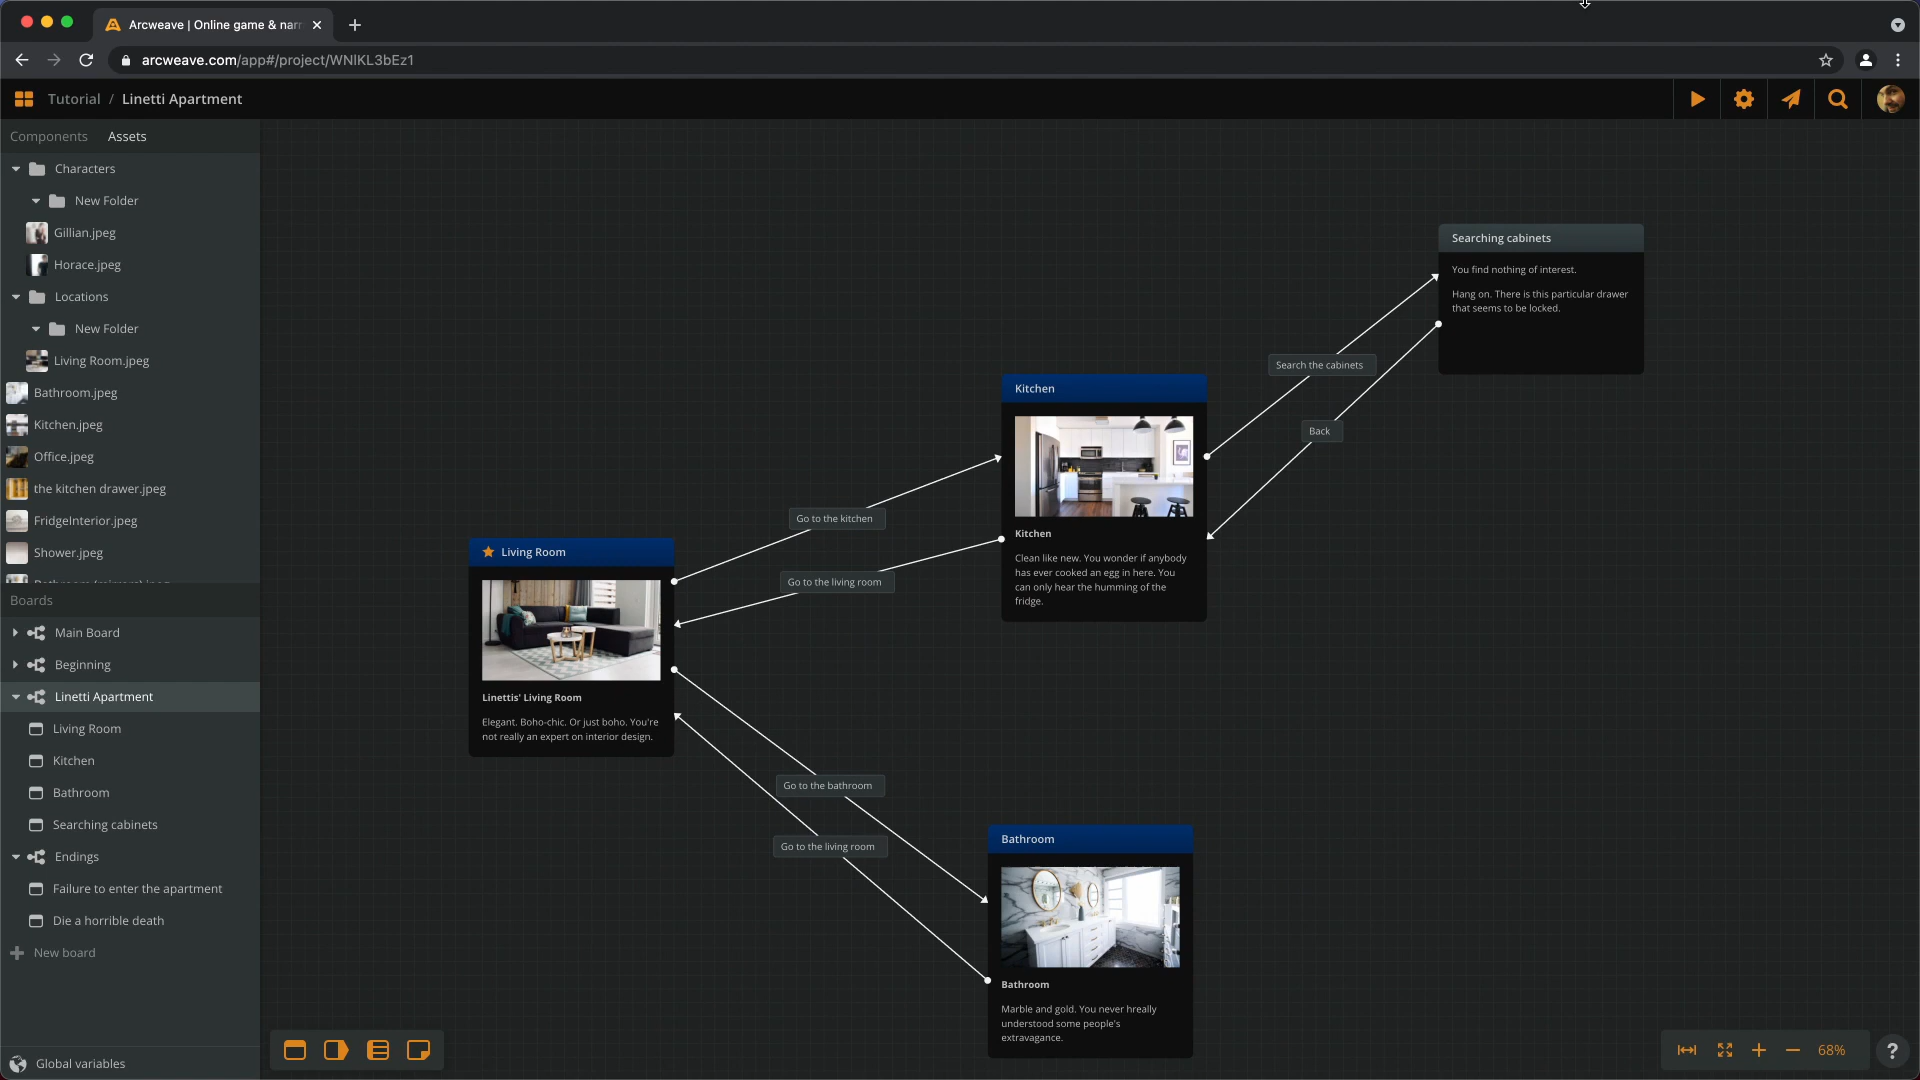 Arcweave | Online game & narr
arcweave.com/app#/project/WNlKL3bEz1
Tutorial / Linetti Apartment
Components Assets
Characters
New Folder
Gillian.jpeg
Horace.jpeg
Locations
New Folder
Living Room.jpeg
Bathroom.jpeg
Kitchen.jpeg
Office.jpeg
the kitchen drawer.jpeg
FridgeInterior.jpeg
Shower.jpeg
Boards
Main Board
Beginning
Linetti Apartment
Living Room
Kitchen
Bathroom
Searching cabinets
Endings
Failure to enter the apartment
Die a horrible death
New board
Global variables
Searching cabinets
You find nothing of interest.
Hang on. There is this particular drawer
that seems to be locked.
Search the cabinets
Back
Kitchen
Kitchen
Clean like new. You wonder if anybody
has ever cooked an egg in here. You
can only hear the humming of the
fridge.
Go to the kitchen
Go to the living room
Living Room
Linettis' Living Room
Elegant. Boho-chic. Or just boho. You're
not really an expert on interior design.
Go to the bathroom
Go to the living room
Bathroom
Bathroom
Marble and gold. You never hreally
understood some people's
extravagance.
68%
?